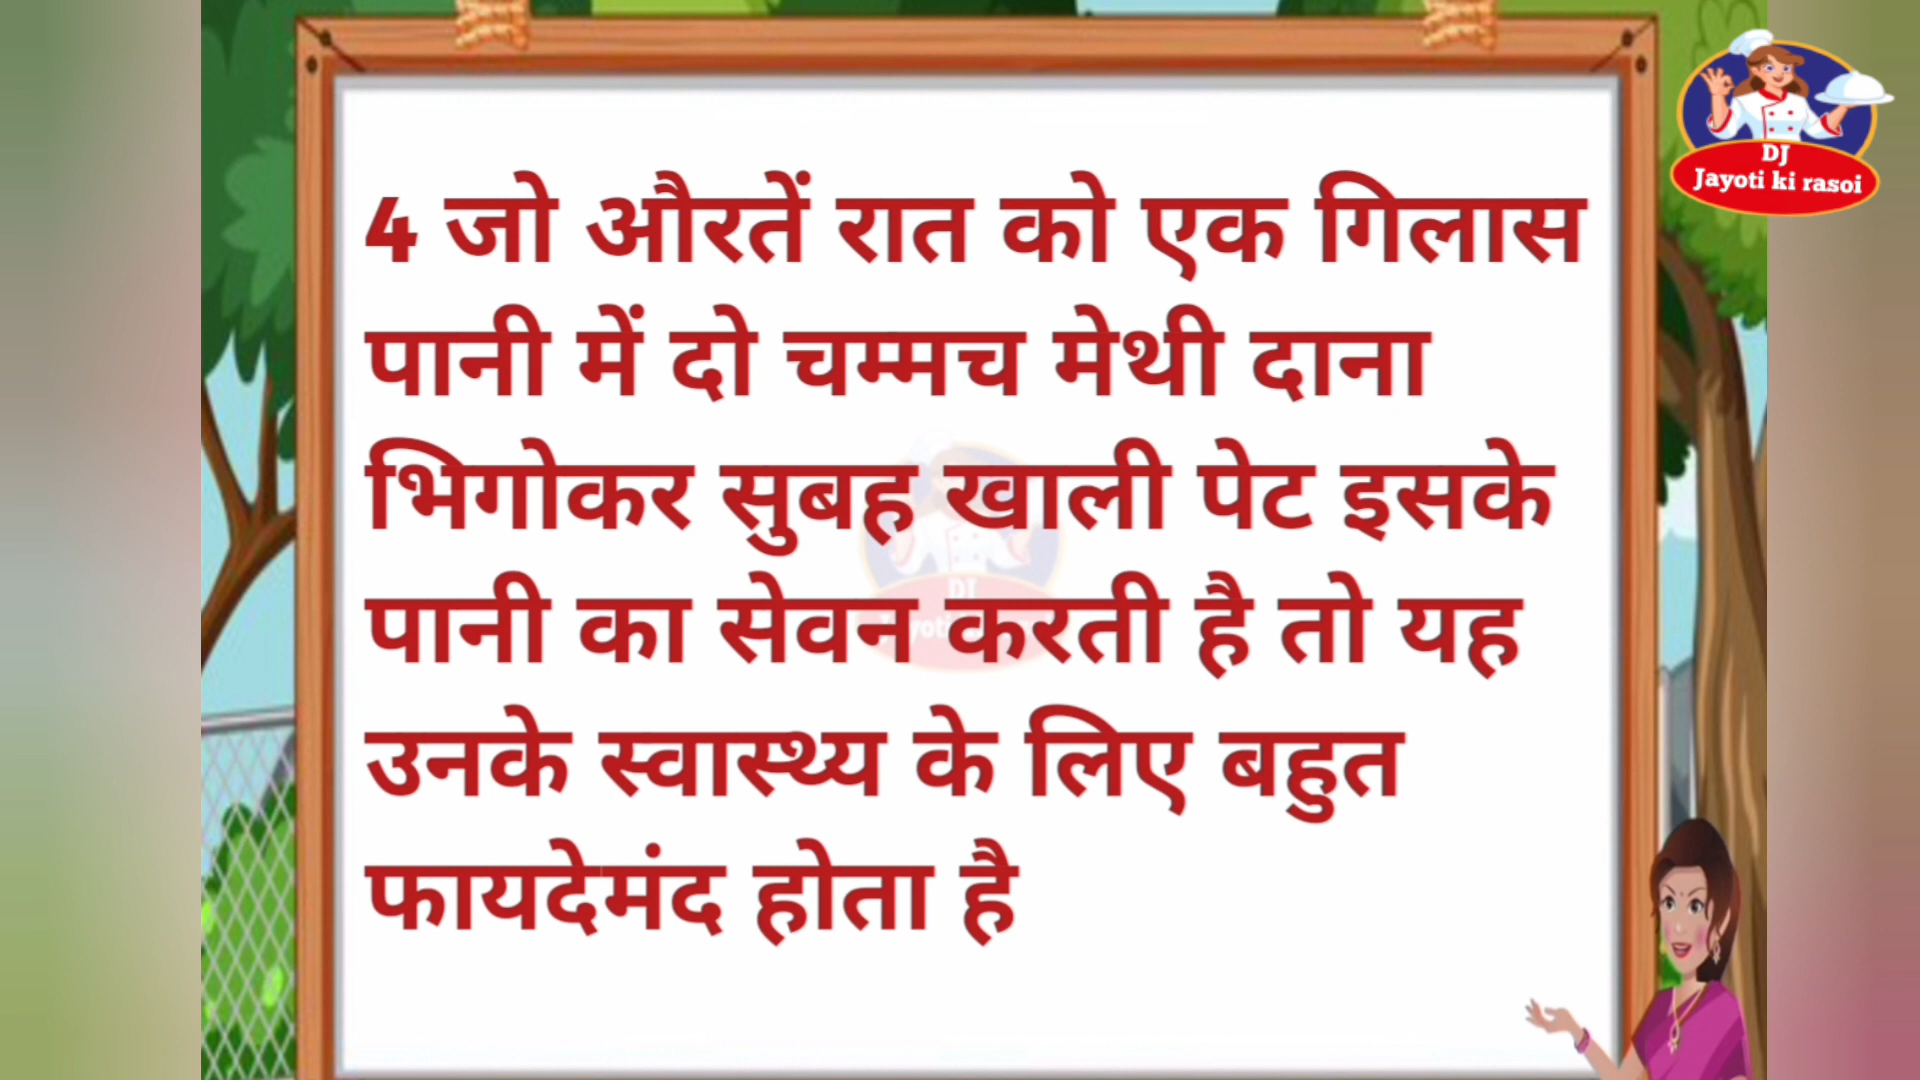 DJ
Jayoti ki rasoi
4 जो औरतें रात को एक गिलास
पानी में दो चम्मच मेथी दाना
भिगोकर सुबह खाली पेट इसके
पानी का सेवन करती है तो यह
उनके स्वास्थ्य के लिए बहुत
फायदेमंद होता है